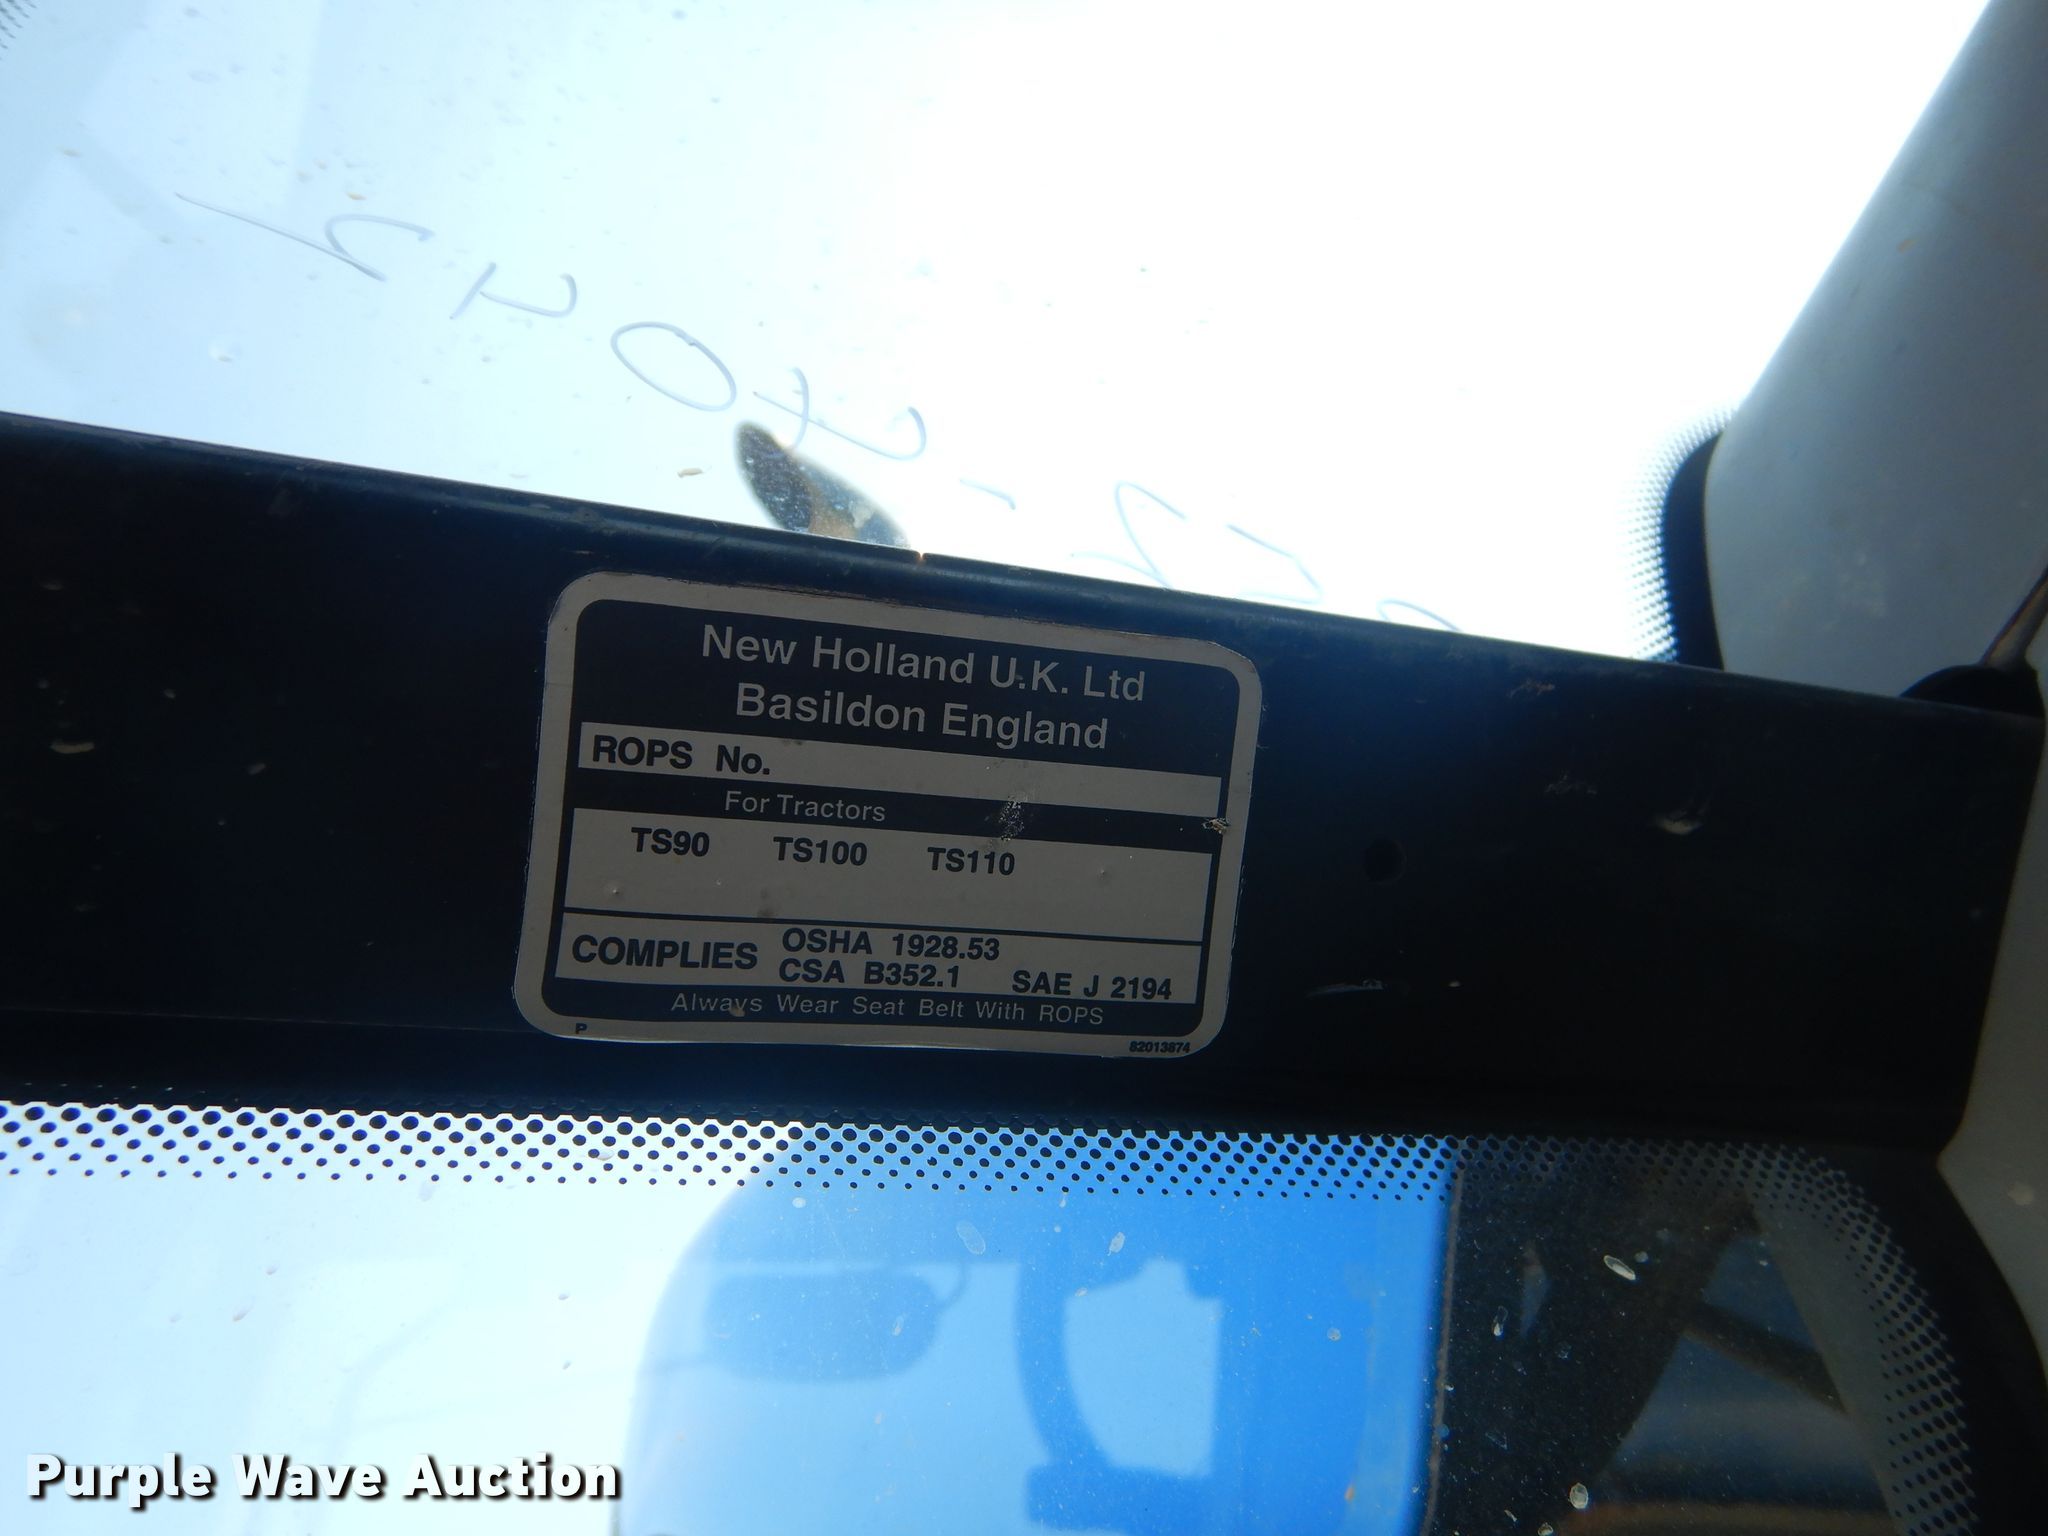 New Holland U.K. Ltd
Basildon England
ROPS No.
For Tractors
TS90 TS100 TS110
COMPLIES OSHA 1928.53
CSA B352.1 SAE J 2194
Always Wear Seat Belt With ROPS
P 82013874
Purple Wave Auction